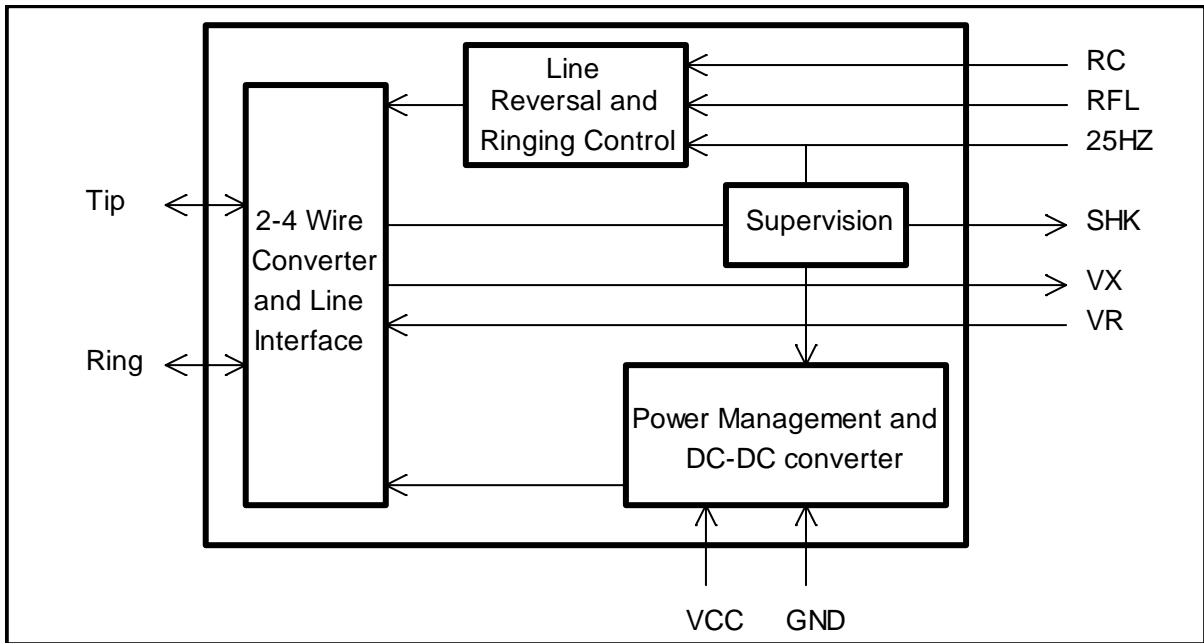 Line
Reversal and
Ringing Control
RC
RFL
25HZ
Tip
Ring
2-4 Wire
Converter
and Line
Interface
Supervision
SHK
VX
VR
Power Management and
DC-DC converter
VCC
GND